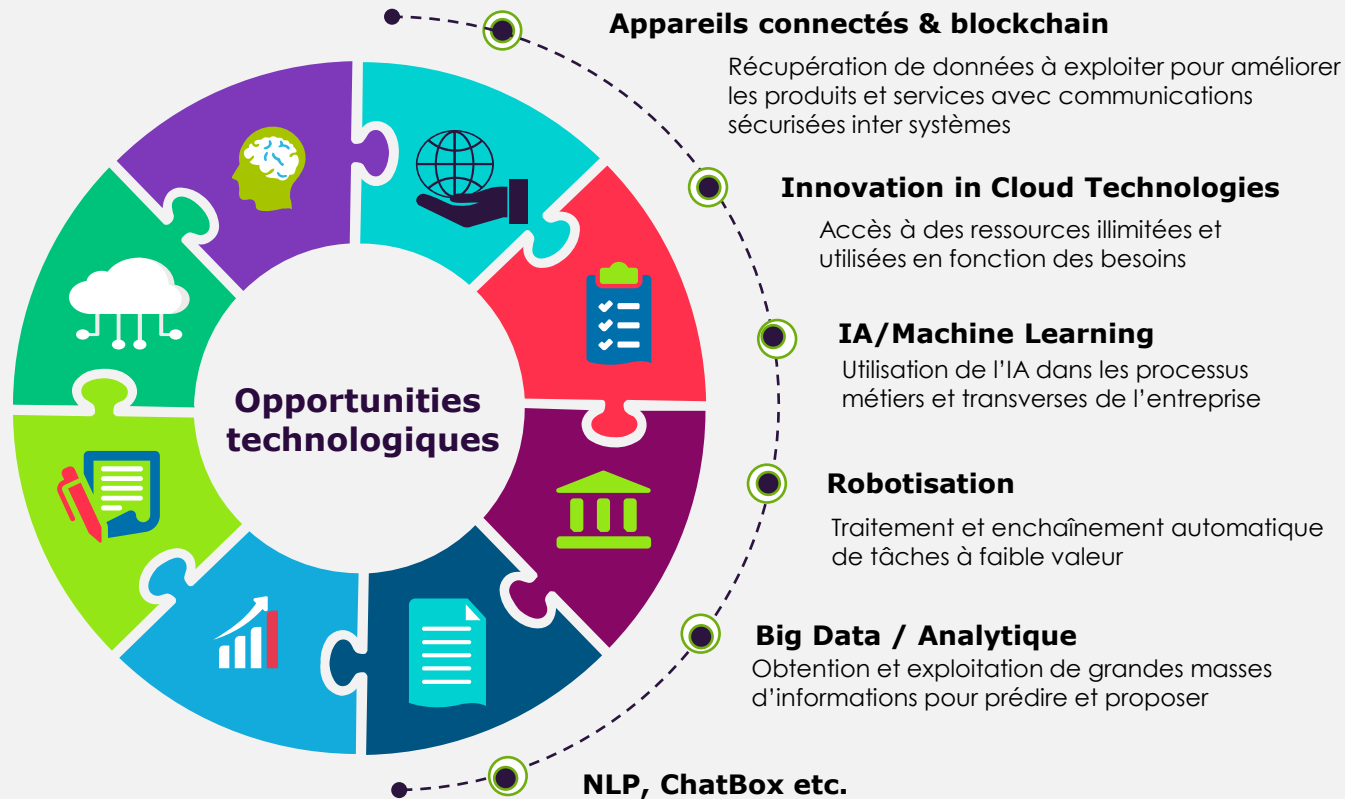 Appareils connectés & blockchain
Récupération de données à exploiter pour améliorer
les produits et services avec communications
sécurisées inter systèmes
Innovation in Cloud Technologies
Accès à des ressources illimitées et
utilisées en fonction des besoins
IA/Machine Learning
Utilisation de l’IA dans les processus
métiers et transverses de l’entreprise
Opportunities
technologiques
Robotisation
Traitement et enchaînement automatique
de tâches à faible valeur
Big Data / Analytique
Obtention et exploitation de grandes masses
d’informations pour prédire et proposer
NLP, ChatBox etc.